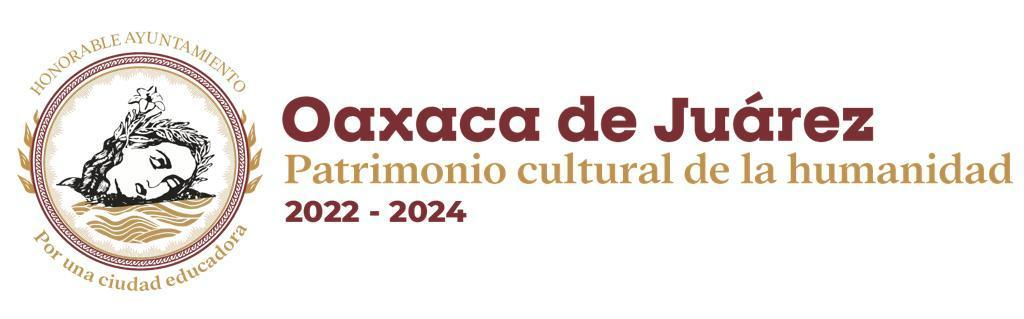 HONORABLE AYUNTAMIENTO
Por una ciudad educadora
Oaxaca de Juárez
Patrimonio cultural de la humanidad
2022 - 2024